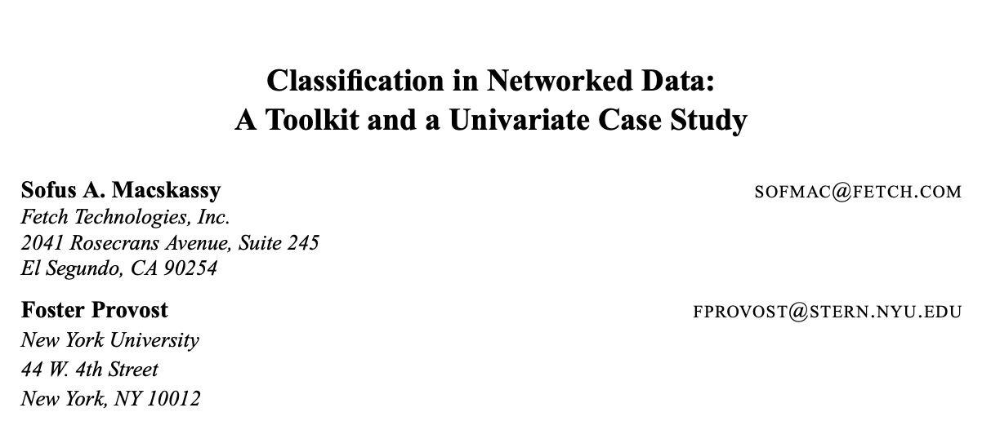 Classification in Networked Data:
A Toolkit and a Univariate Case Study
Sofus A. Macskassy SOFMAC@FETCH.COM
Fetch Technologies, Inc.
2041 Rosecrans Avenue, Suite 245
El Segundo, CA 90254
Foster Provost FPROVOST@STERN.NYU.EDU
New York University
44 W. 4th Street
New York, NY 10012